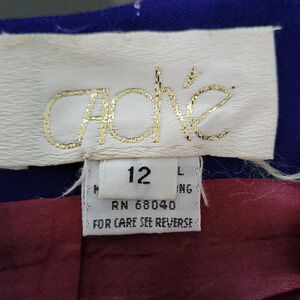 Caché
12
RN 68040
FOR CARE SEE REVERSE